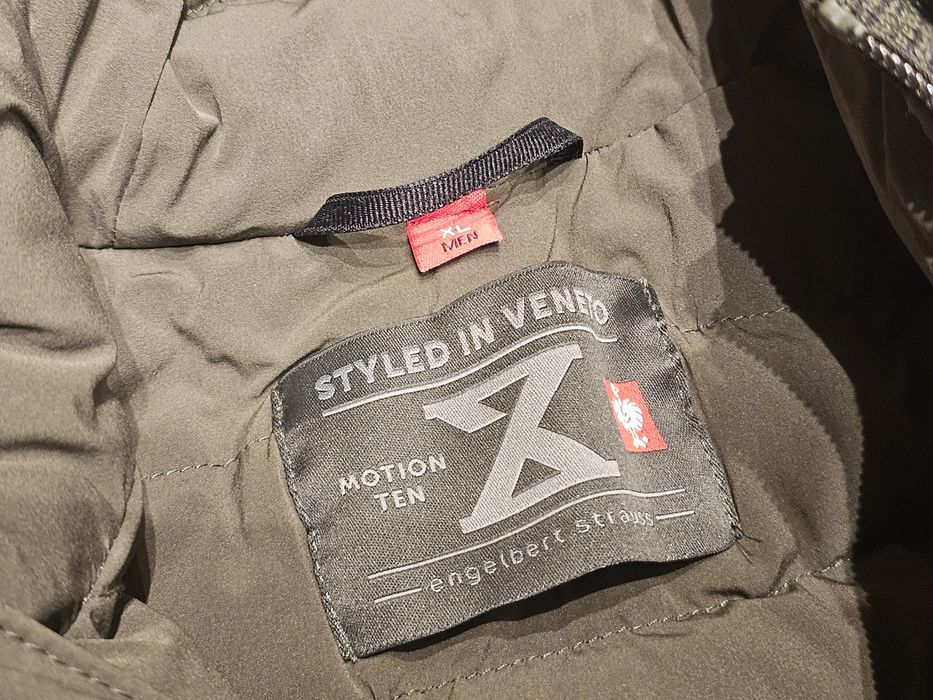 XL
MEN
STYLED IN VENETO
MOTION
TEN
engelbert strauss